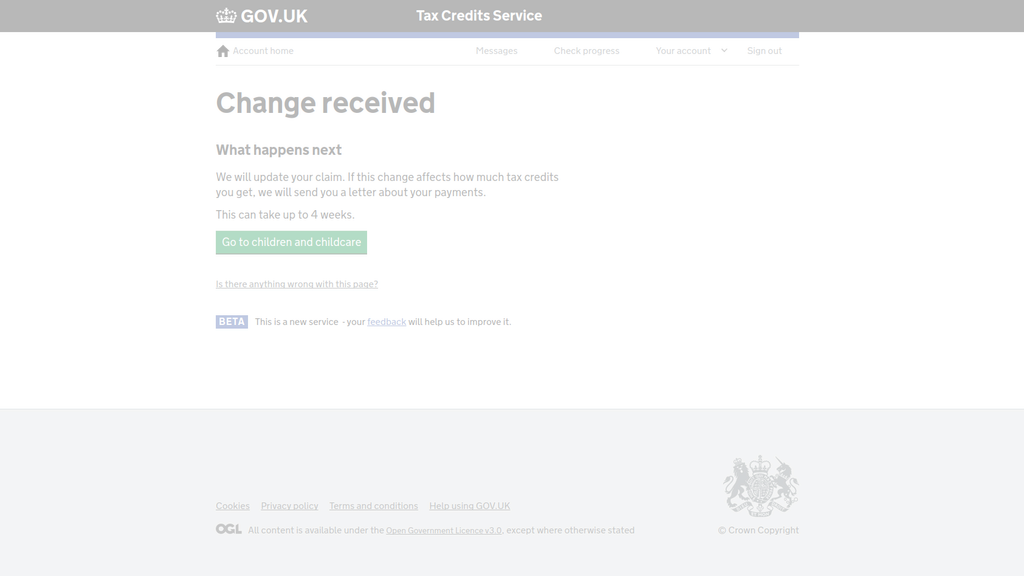 GOV.UK
Tax Credits Service
Account home
Messages
Check progress
Your account
Sign out
Change received
What happens next
We will update your claim. If this change affects how much tax credits
you get, we will send you a letter about your payments.
This can take up to 4 weeks.
Go to children and childcare
Is there anything wrong with this page?
BETA This is a new service - your feedback will help us to improve it.
Cookies Privacy policy Terms and conditions Help using GOV.UK
OGL All content is available under the Open Government Licence v3.0, except where otherwise stated
© Crown Copyright